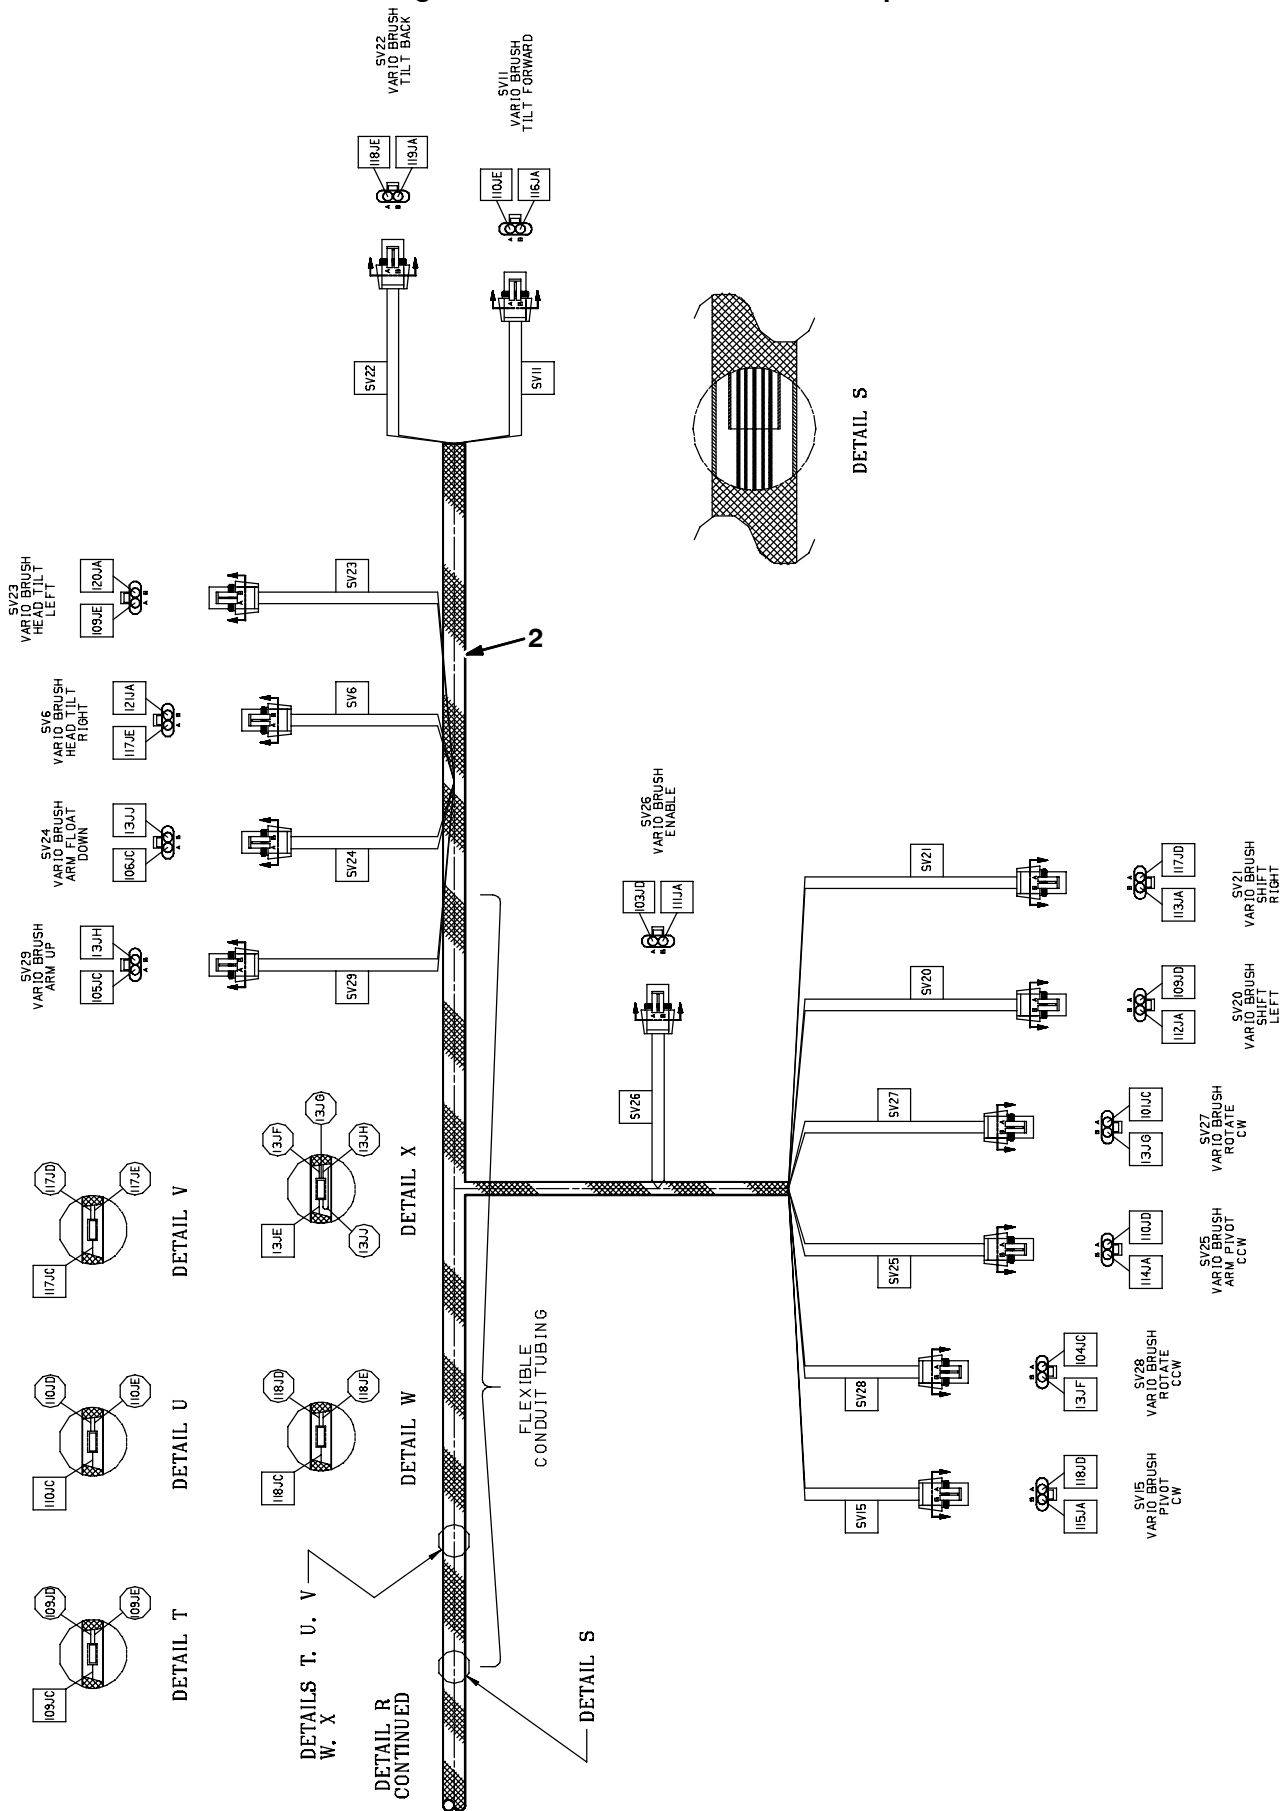 SV22
VARIO BRUSH
TILT BACK
SV11
VARIO BRUSH
TILT FORWARD
118JE
119JA
A
B
110JE
116JA
A
B
SV22
SV11
DETAIL S
SV23
VARIO BRUSH
HEAD TILT
LEFT
109JE
120JA
A B
SV23
SV6
VARIO BRUSH
HEAD TILT
RIGHT
117JE
121JA
A B
SV6
SV24
VARIO BRUSH
ARM FLOAT
DOWN
106JC
13JJ
A B
SV24
SV29
VARIO BRUSH
ARM UP
105JC
13JH
A B
SV29
2
SV26
VARIO BRUSH
ENABLE
103JD
111JA
A
B
SV26
SV21
117JD
113JA
B A
SV21
VARIO BRUSH
SHIFT
RIGHT
SV20
109JD
112JA
B A
SV20
VARIO BRUSH
SHIFT
LEFT
SV27
101JC
13JG
B A
SV27
VARIO BRUSH
ROTATE
CW
SV25
110JD
114JA
B A
SV25
VARIO BRUSH
ARM PIVOT
CCW
SV28
104JC
13JF
B A
SV28
VARIO BRUSH
ROTATE
CCW
SV15
118JD
115JA
B A
SV15
VARIO BRUSH
PIVOT
CW
117JC
117JD
117JE
DETAIL V
13JE
13JF
13JG
13JH
13JJ
DETAIL X
110JC
110JD
110JE
DETAIL U
118JC
118JD
118JE
DETAIL W
109JC
109JD
109JE
DETAIL T
FLEXIBLE
CONDUIT TUBING
DETAILS T. U. V
W. X
DETAIL R
CONTINUED
DETAIL S